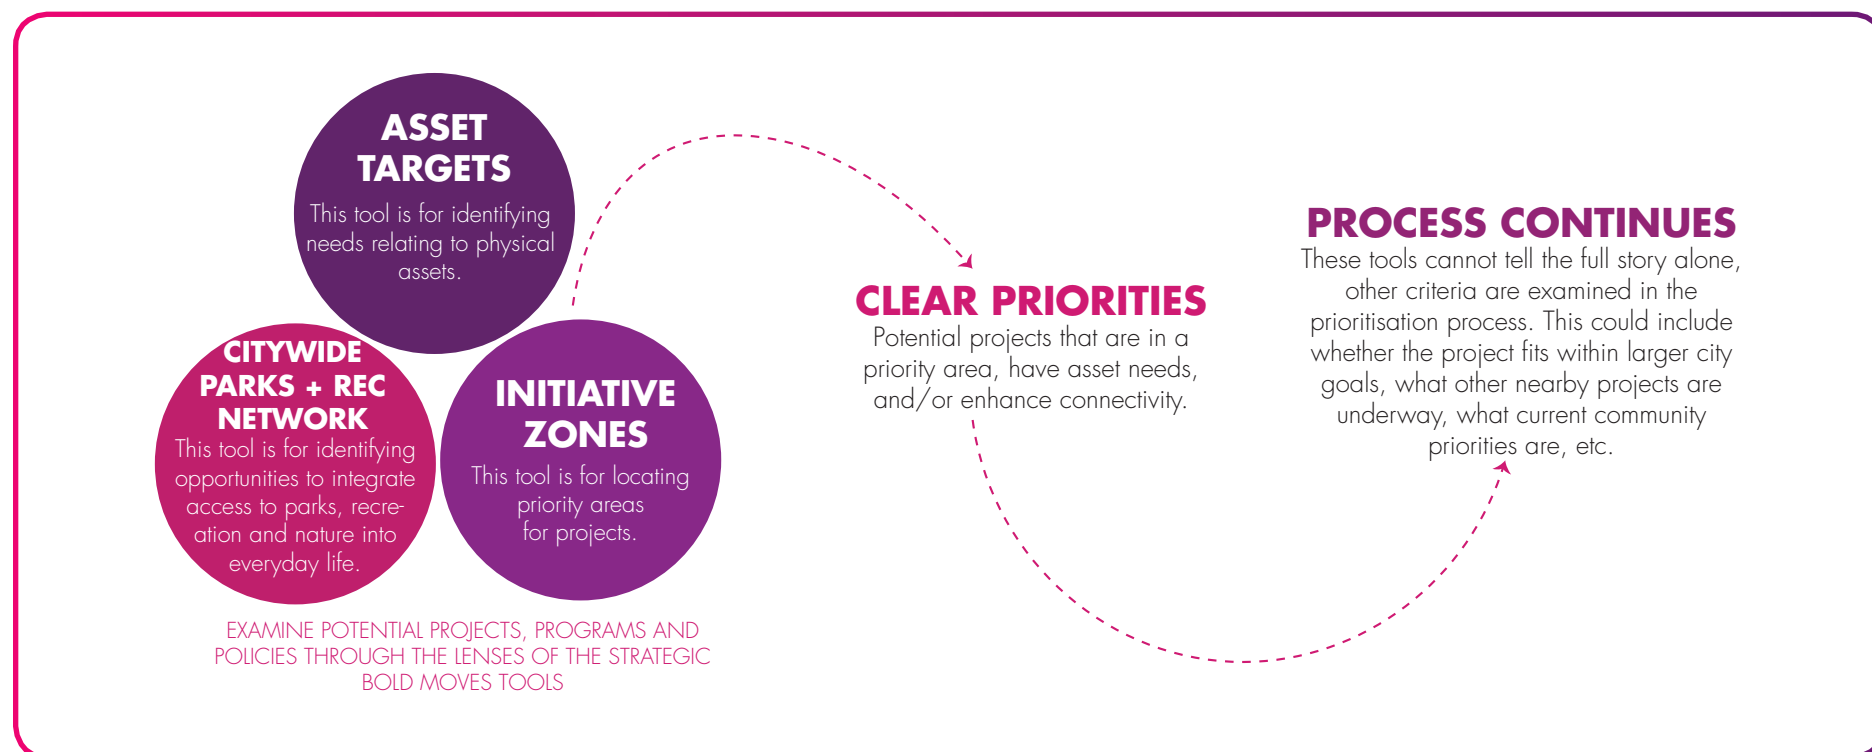 ASSET
TARGETS
This tool is for identifying
needs relating to physical
assets.
CITYWIDE
PARKS + REC
NETWORK
This tool is for identifying
opportunities to integrate
access to parks, recre-
ation and nature into
everyday life.
INITIATIVE
ZONES
This tool is for locating
priority areas
for projects.
EXAMINE POTENTIAL PROJECTS, PROGRAMS AND
POLICIES THROUGH THE LENSES OF THE STRATEGIC
BOLD MOVES TOOLS
CLEAR PRIORITIES
Potential projects that are in a
priority area, have asset needs,
and/or enhance connectivity.
PROCESS CONTINUES
These tools cannot tell the full story alone,
other criteria are examined in the
prioritisation process. This could include
whether the project fits within larger city
goals, what other nearby projects are
underway, what current community
priorities are, etc.